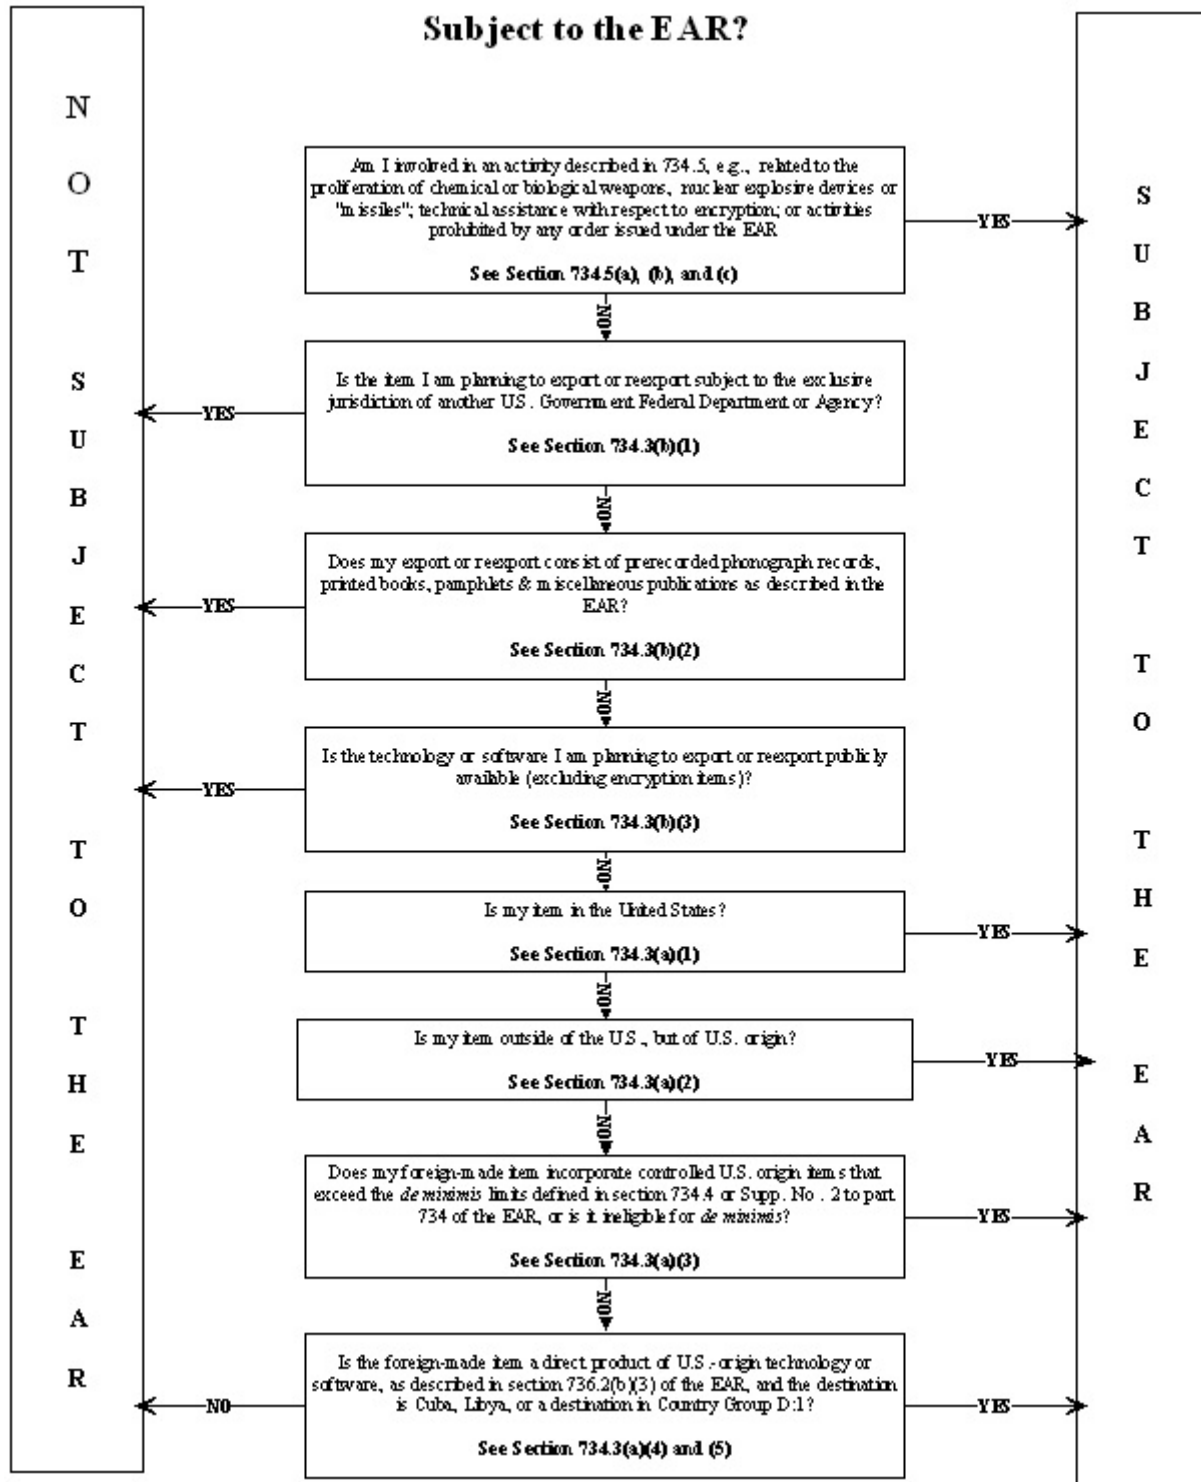 Subject to the EAR?
NOT SUBJECT TO THE EAR
Am I involved in an activity described in 734.5, e.g., related to the
proliferation of chemical or biological weapons, nuclear explosive devices or
"missiles"; technical assistance with respect to encryption; or activities
prohibited by any order issued under the EAR
See Section 734.5(a), (b), and (c)
YES
NO
Is the item I am planning to export or reexport subject to the exclusive
jurisdiction of another U.S. Government Federal Department or Agency?
See Section 734.3(b)(1)
YES
NO
Does my export or reexport consist of prerecorded phonograph records,
printed books, pamphlets & miscellaneous publications as described in the
EAR?
See Section 734.3(b)(2)
YES
NO
Is the technology or software I am planning to export or reexport publicly
available (excluding encryption items)?
See Section 734.3(b)(3)
YES
NO
Is my item in the United States?
See Section 734.3(a)(1)
YES
NO
Is my item outside of the U.S., but of U.S. origin?
See Section 734.3(a)(2)
YES
NO
Does my foreign-made item incorporate controlled U.S. origin items that
exceed the de minimis limits defined in section 734.4 or Supp. No. 2 to part
734 of the EAR, or is it ineligible for de minimis?
See Section 734.3(a)(3)
YES
NO
Is the foreign-made item a direct product of U.S.-origin technology or
software, as described in section 736.2(b)(3) of the EAR, and the destination
is Cuba, Libya, or a destination in Country Group D:1?
See Section 734.3(a)(4) and (5)
NO
YES
SUBJECT TO THE EAR